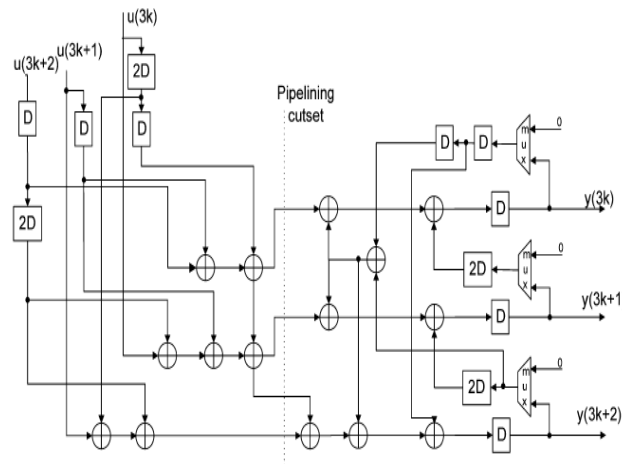 u(3k)
u(3k+1)
u(3k+2)
2D
D
D
D
2D
Pipelining
cutset
D
D
m
u
x
0
D
y(3k)
2D
m
u
x
0
D
y(3k+1
2D
m
u
x
0
D
y(3k+2)